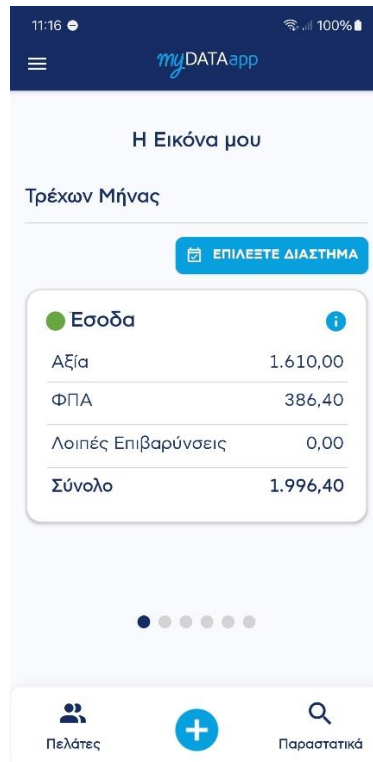 11:16 100%
myDATAapp
Η Εικόνα μου
Τρέχων Μήνας
ΕΠΙΛΕΞΤΕ ΔΙΑΣΤΗΜΑ
Έσοδα
Αξία 1.610,00
ΦΠΑ 386,40
Λοιπές Επιβαρύνσεις 0,00
Σύνολο 1.996,40
Πελάτες Παραστατικά